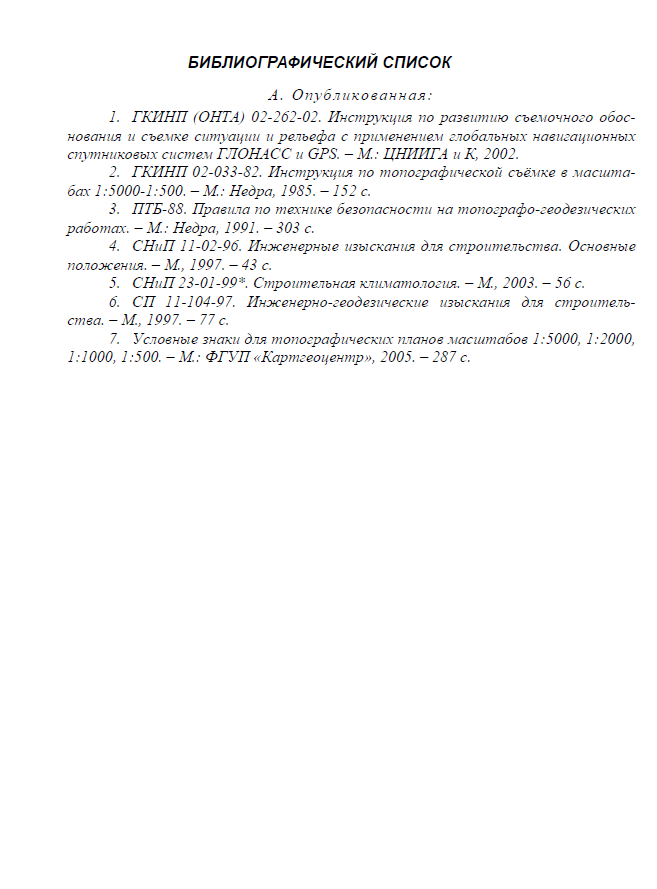 БИБЛИОГРАФИЧЕСКИЙ СПИСОК
А. Опубликованная:
1. ГКИНП (ОНТА) 02-262-02. Инструкция по развитию съемочного обос-
нования и съемке ситуации и рельефа с применением глобальных навигационных
спутниковых систем ГЛОНАСС и GPS. – М.: ЦНИИГА и К, 2002.
2. ГКИНП 02-033-82. Инструкция по топографической съёмке в масшта-
бах 1:5000-1:500. – М.: Недра, 1985. – 152 с.
3. ПТБ-88. Правила по технике безопасности на топографо-геодезических
работах. – М.: Недра, 1991. – 303 с.
4. СНиП 11-02-96. Инженерные изыскания для строительства. Основные
положения. – М., 1997. – 43 с.
5. СНиП 23-01-99*. Строительная климатология. – М., 2003. – 56 с.
6. СП 11-104-97. Инженерно-геодезические изыскания для строитель-
ства. – М., 1997. – 77 с.
7. Условные знаки для топографических планов масштабов 1:5000, 1:2000,
1:1000, 1:500. – М.: ФГУП «Картгеоцентр», 2005. – 287 с.